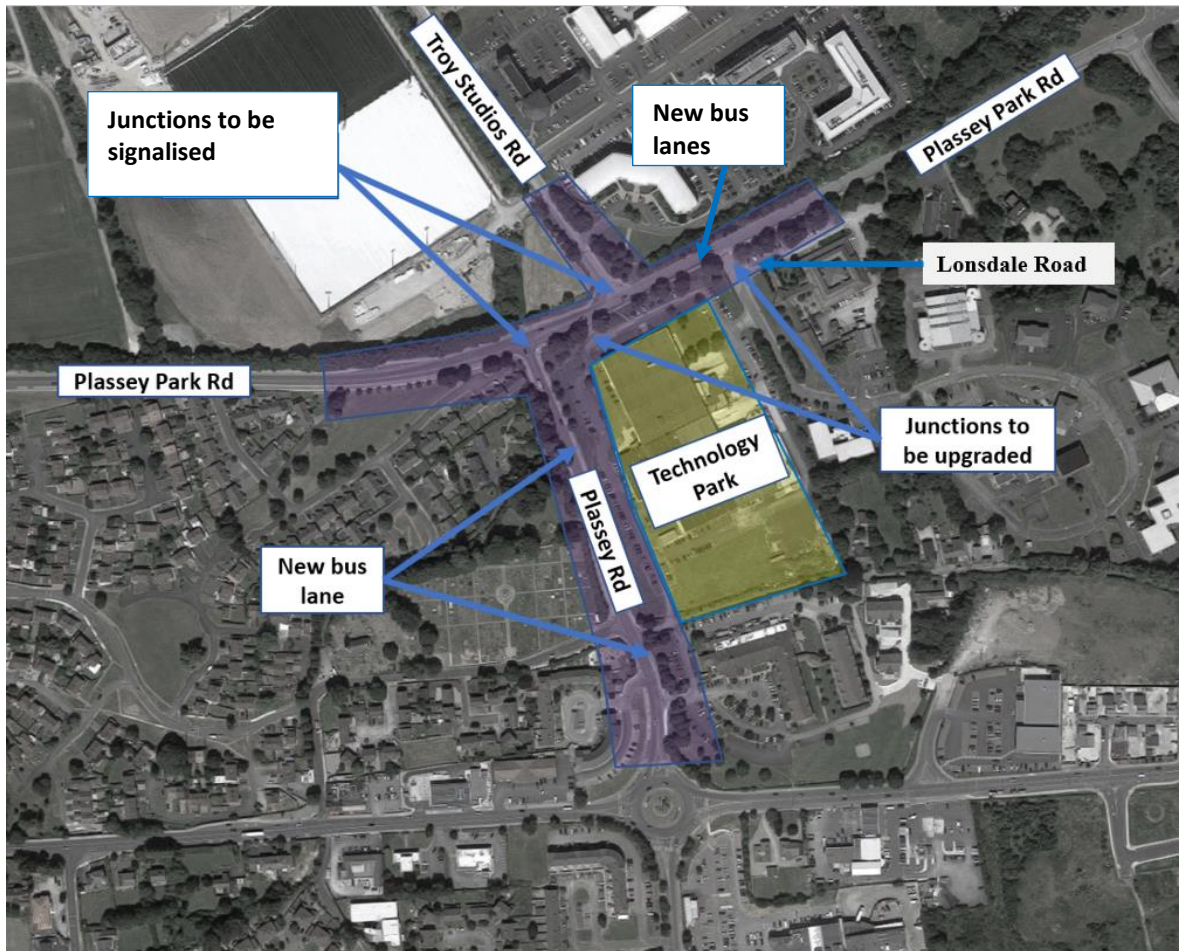 Troy Studios Rd
Junctions to be
signalised
New bus
lanes
Plassey Park Rd
Lonsdale Road
Plassey Park Rd
Junctions to
be upgraded
Technology
Park
Plassey Rd
New bus
lane